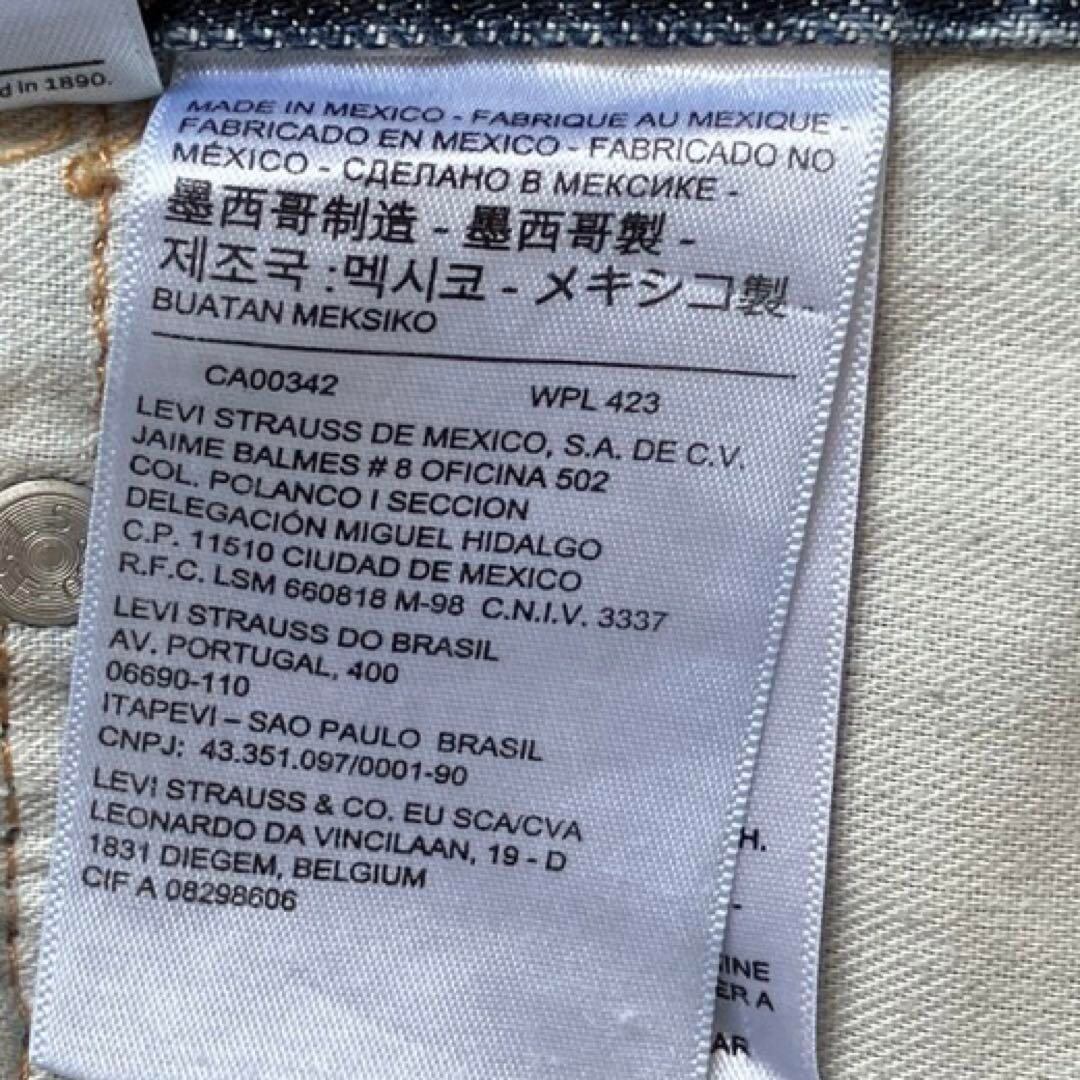 d in 1890.
MADE IN MEXICO - FABRIQUE AU MEXIQUE -
FABRICADO EN MEXICO - FABRICADO NO
MÉXICO - СДЕЛАНО В МЕКСИКЕ -
墨西哥制造 - 墨西哥製 -
제조국 :멕시코 - メキシコ製 -
BUATAN MEKSIKO
CA00342 WPL 423
LEVI STRAUSS DE MEXICO, S.A. DE C.V.
JAIME BALMES # 8 OFICINA 502
COL. POLANCO I SECCION
DELEGACIÓN MIGUEL HIDALGO
C.P. 11510 CIUDAD DE MEXICO
R.F.C. LSM 660818 M-98 C.N.I.V. 3337
LEVI STRAUSS DO BRASIL
AV. PORTUGAL, 400
06690-110
ITAPEVI – SAO PAULO BRASIL
CNPJ: 43.351.097/0001-90
LEVI STRAUSS & CO. EU SCA/CVA
LEONARDO DA VINCILAAN, 19 - D
1831 DIEGEM, BELGIUM
CIF A 08298606
H.
-
INE
ER A
AR